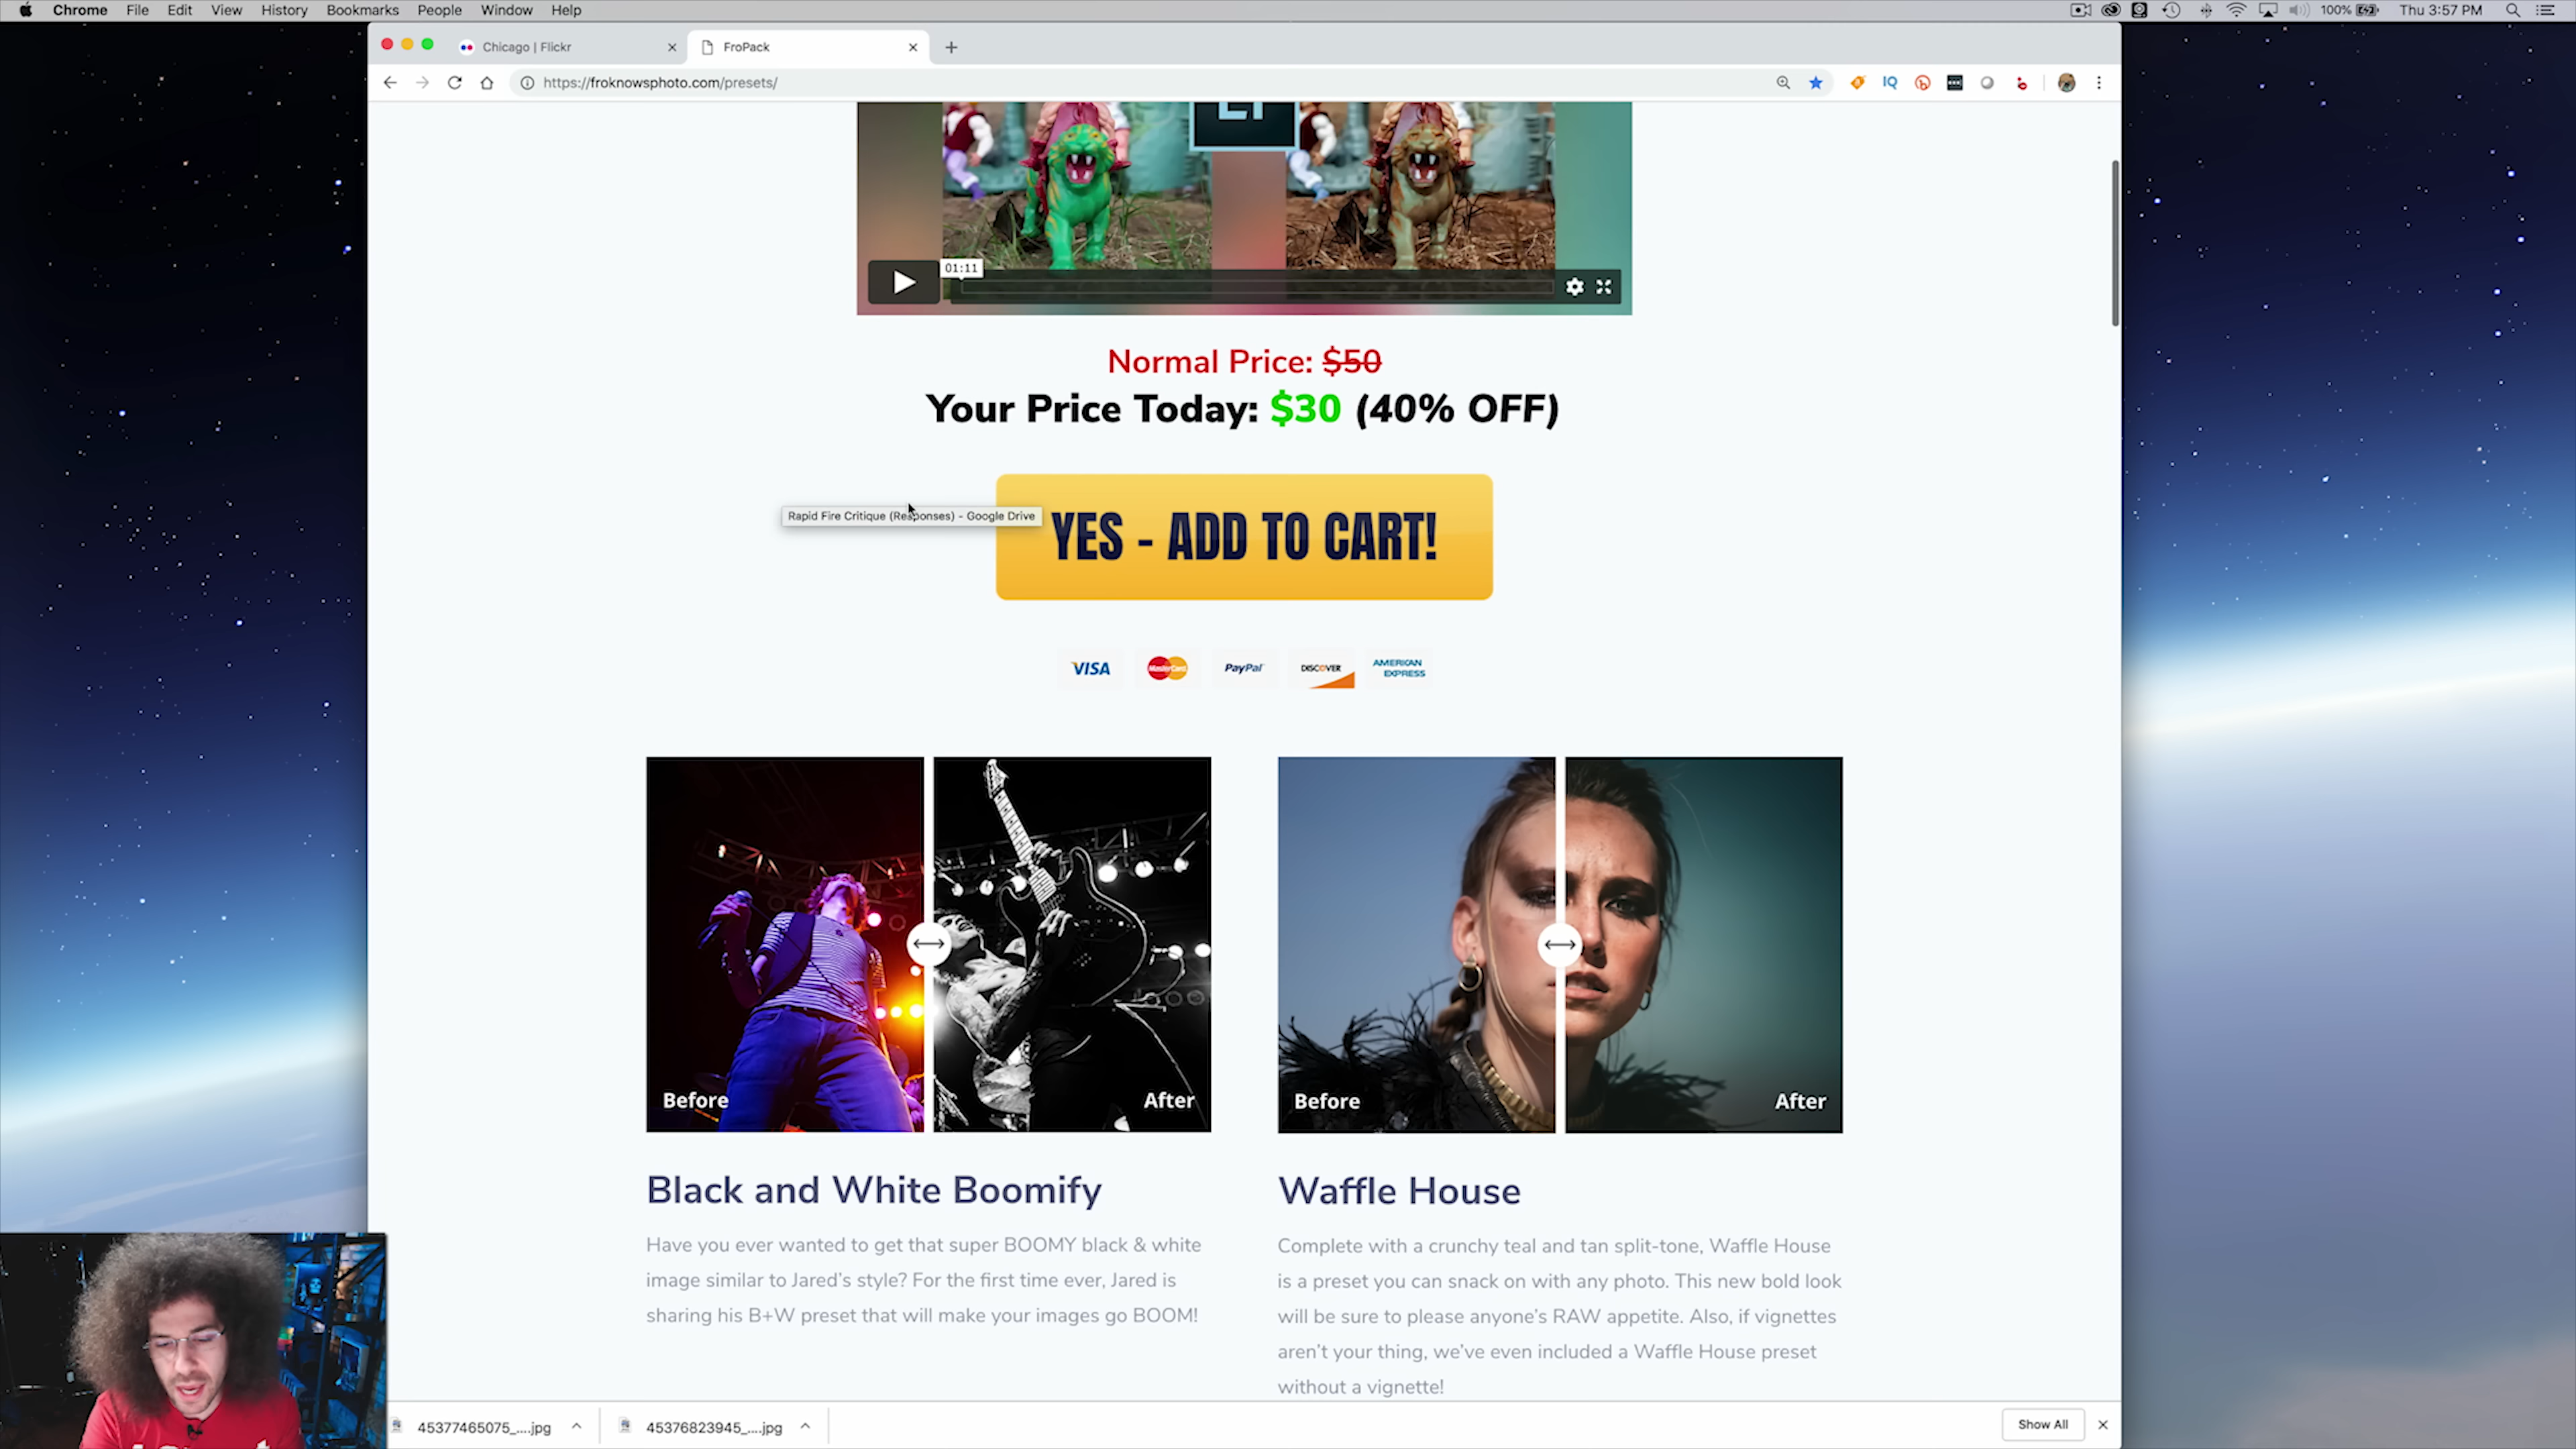 Chrome File Edit View History Bookmarks People Window Help
100% Thu 3:57 PM
Chicago | Flickr
FroPack
https://froknowsphoto.com/presets/
IQ
01:11
Normal Price: $50
Your Price Today: $30 (40% OFF)
Rapid Fire Critique (Responses) - Google Drive
YES - ADD TO CART!
VISA MasterCard PayPal DISCOVER AMERICAN EXPRESS
Before After
Before After
Black and White Boomify
Have you ever wanted to get that super BOOMY black & white
image similar to Jared's style? For the first time ever, Jared is
sharing his B+W preset that will make your images go BOOM!
Waffle House
Complete with a crunchy teal and tan split-tone, Waffle House
is a preset you can snack on with any photo. This new bold look
will be sure to please anyone's RAW appetite. Also, if vignettes
aren't your thing, we've even included a Waffle House preset
without a vignette!
45377465075_....jpg
45376823945_....jpg
Show All